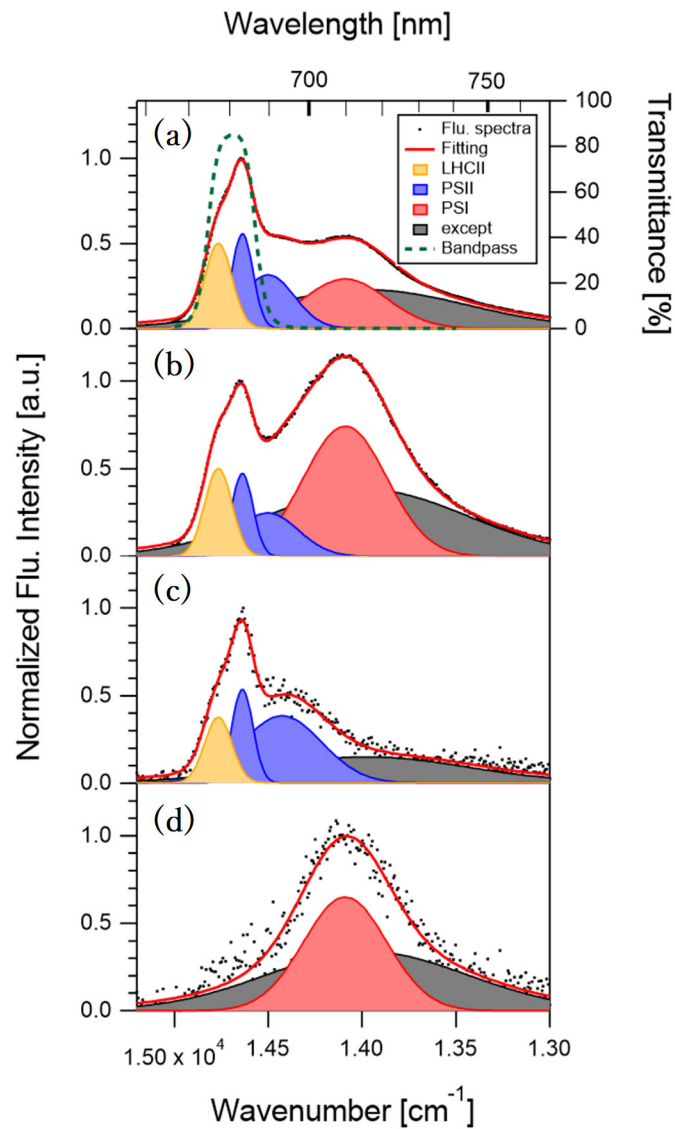 Wavelength [nm]
700 750
(a)
Flu. spectra
Fitting
LHCII
PSII
PSI
except
Bandpass
1.0
0.5
0.0
100
80
60
40
20
0
Transmittance [%]
Normalized Flu. Intensity [a.u.]
(b)
1.0
0.5
0.0
(c)
1.0
0.5
0.0
(d)
1.0
0.5
0.0
1.50 x 10⁴ 1.45 1.40 1.35 1.30
Wavenumber [cm⁻¹]